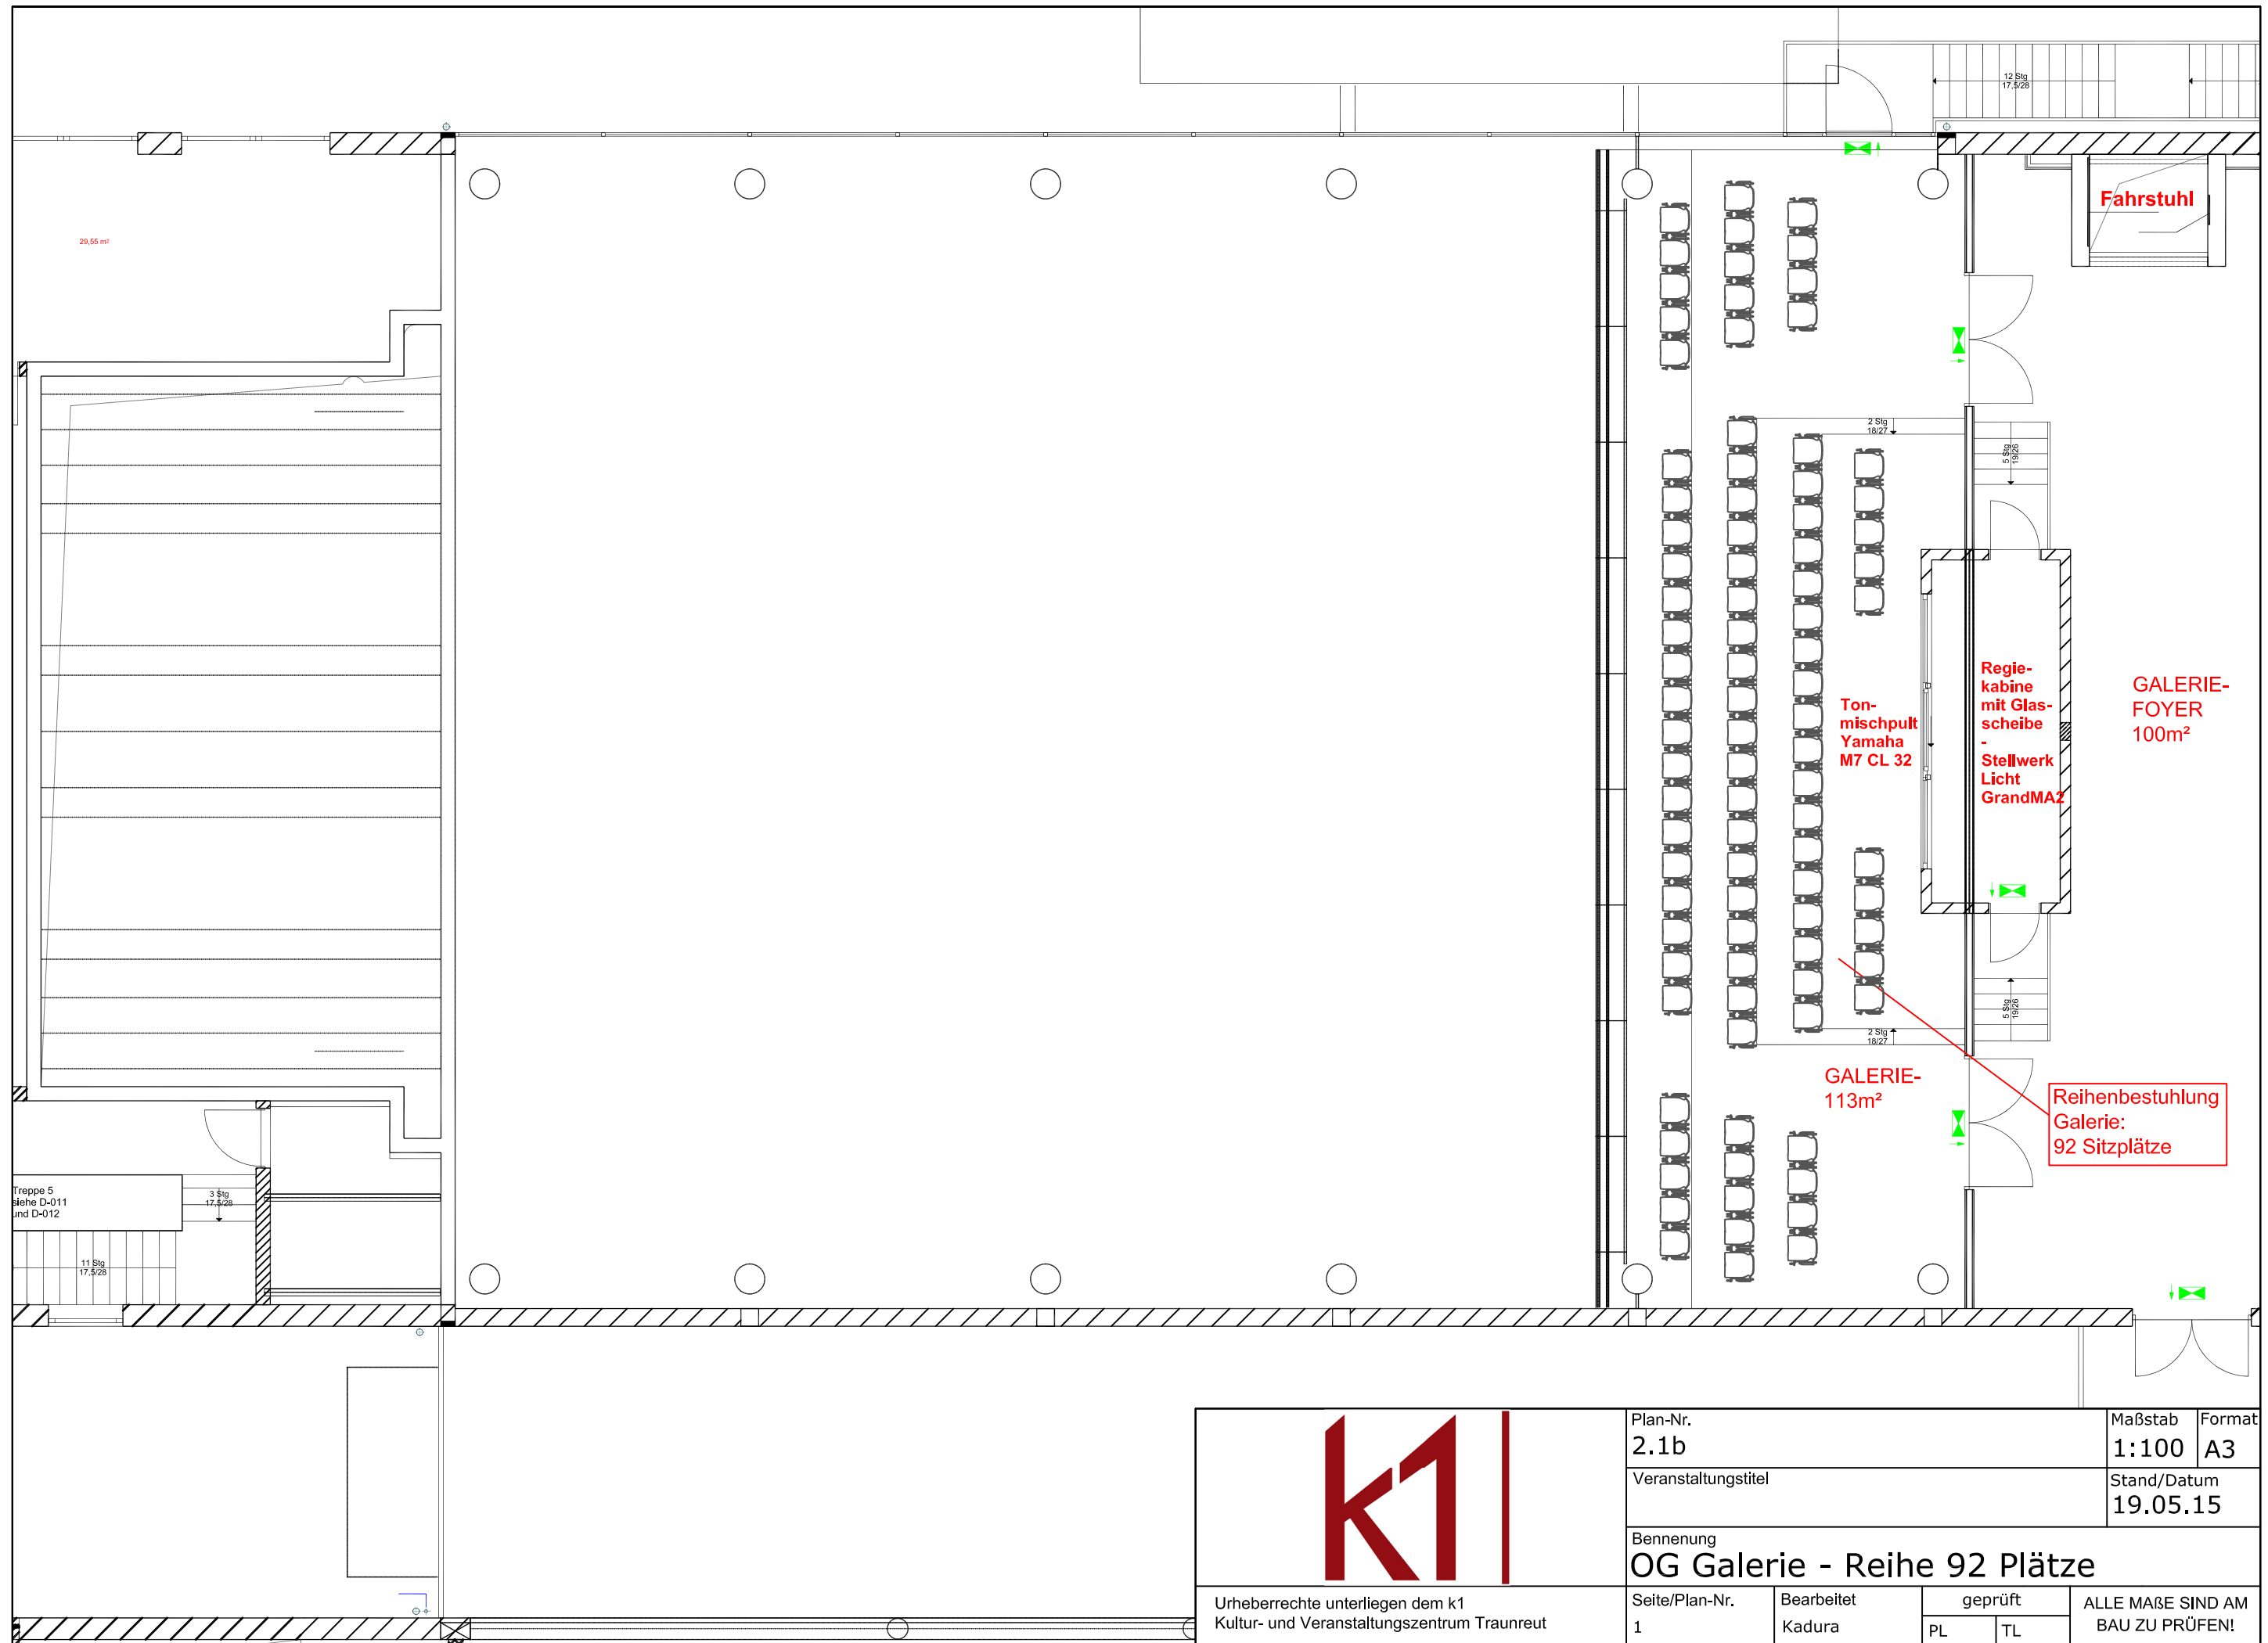 12 Stg
17,5/28
Fahrstuhl
29,55 m²
2 Stg
18/27
5 Stg
19/26
Ton-
mischpult
Yamaha
M7 CL 32
Regie-
kabine
mit Glas-
scheibe
-
Stellwerk
Licht
GrandMA2
GALERIE-
FOYER
100m²
5 Stg
19/26
2 Stg
18/27
GALERIE-
113m²
Reihenbestuhlung
Galerie:
92 Sitzplätze
Treppe 5
siehe D-011
und D-012
3 Stg
17,5/28
11 Stg
17,5/28
k1
Urheberrechte unterliegen dem k1
Kultur- und Veranstaltungszentrum Traunreut
Plan-Nr.
2.1b
Maßstab
1:100
Format
A3
Veranstaltungstitel
Stand/Datum
19.05.15
Bennenung
OG Galerie - Reihe 92 Plätze
Seite/Plan-Nr.
1
Bearbeitet
Kadura
geprüft
PL
TL
ALLE MAßE SIND AM
BAU ZU PRÜFEN!